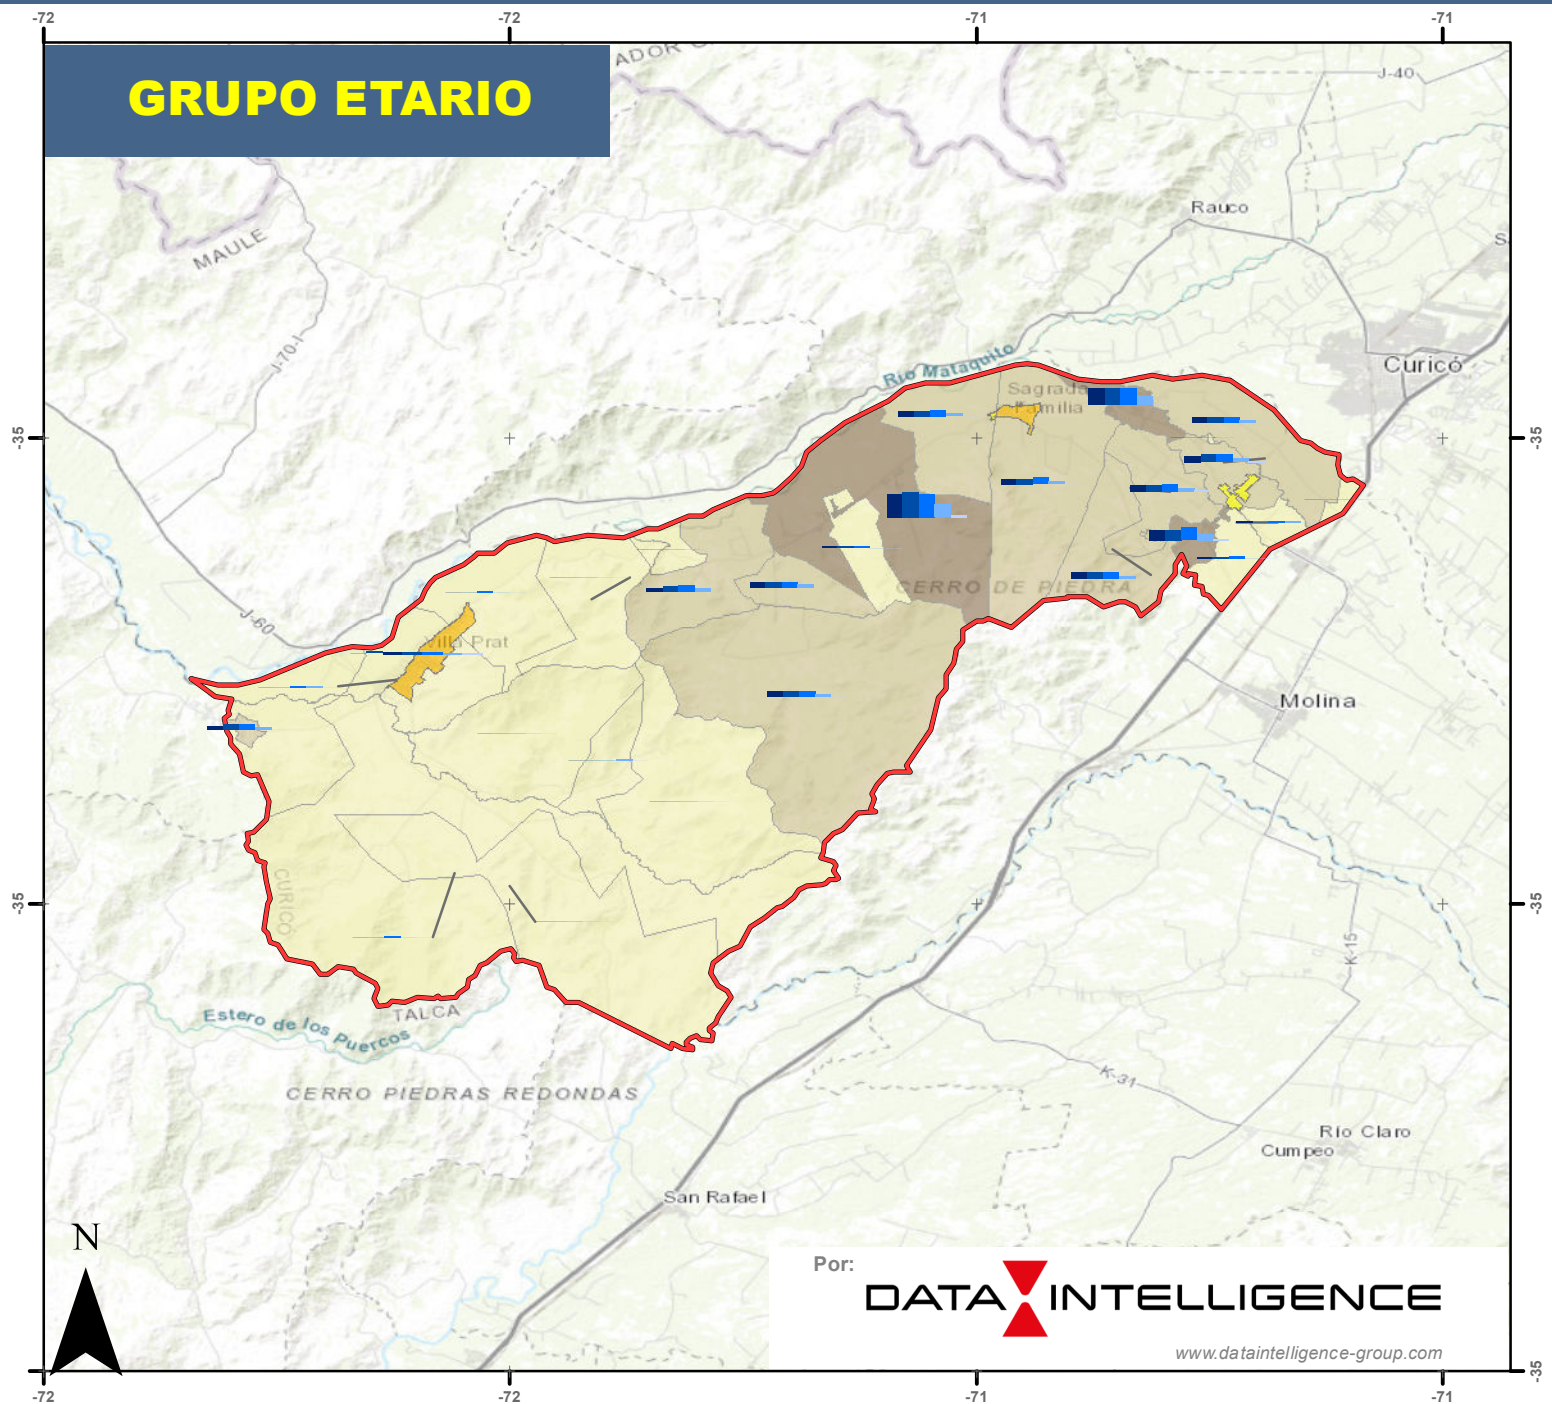 -72
-72
-71
-71
GRUPO ETARIO
ADOR
J-40
Rauco
MAULE
J-70-I
Río Mataquito
Curicó
Sagrada
Familia
-35
-35
CERRO DE PIEDRA
J-60
Villa Prat
Molina
CURICÓ
-35
-35
K-15
TALCA
Estero de los Puercos
CERRO PIEDRAS REDONDAS
K-31
Río Claro
Cumpeo
San Rafael
N
Por:
DATA INTELLIGENCE
www.dataintelligence-group.com
-35
-72
-72
-71
-71